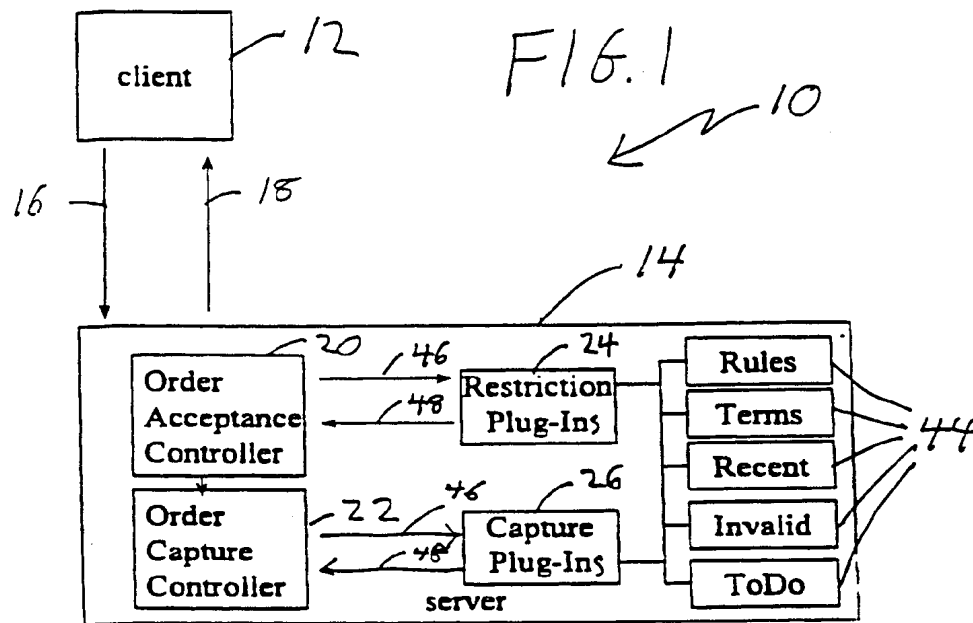 FIG.1
12
client
10
16
18
14
20
Order
Acceptance
Controller
46
48
24
Restriction
Plug-Ins
Rules
Terms
Recent
Invalid
ToDo
44
22
Order
Capture
Controller
46
48
26
Capture
Plug-Ins
server